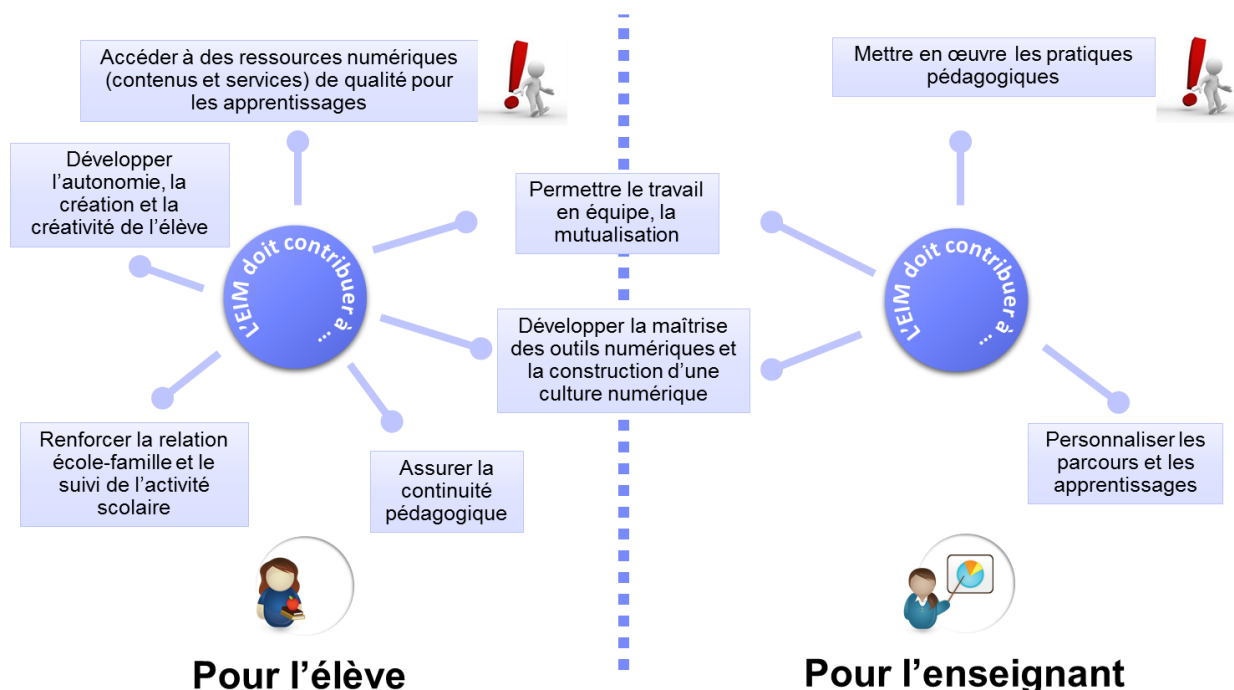 Accéder à des ressources numériques
(contenus et services) de qualité pour
les apprentissages
Mettre en œuvre les pratiques
pédagogiques
Développer
l'autonomie, la
création et la
créativité de l'élève
Permettre le travail
en équipe, la
mutualisation
L'EIM doit contribuer à ...
L'EIM doit contribuer à ...
Développer la maîtrise
des outils numériques et
la construction d'une
culture numérique
Renforcer la relation
école-famille et le
suivi de l'activité
scolaire
Assurer la
continuité
pédagogique
Personnaliser les
parcours et les
apprentissages
Pour l'élève
Pour l'enseignant